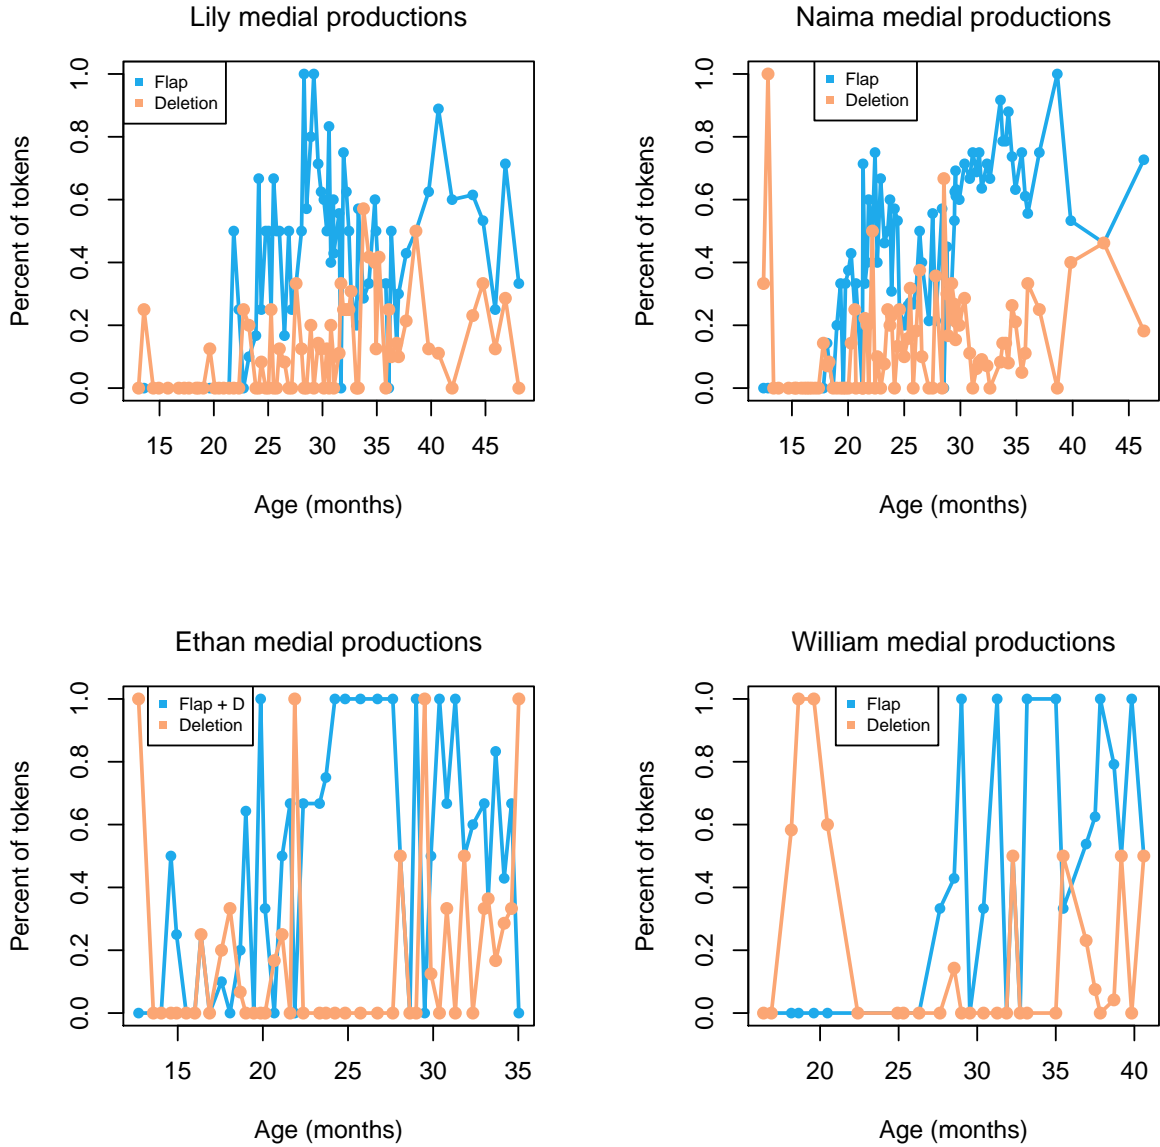 Lily medial productions
Percent of tokens
1.0
0.8
0.6
0.4
0.2
0.0
Flap
Deletion
15 20 25 30 35 40 45
Age (months)
Naima medial productions
Percent of tokens
1.0
0.8
0.6
0.4
0.2
0.0
Flap
Deletion
15 20 25 30 35 40 45
Age (months)
Ethan medial productions
Percent of tokens
1.0
0.8
0.6
0.4
0.2
0.0
Flap + D
Deletion
15 20 25 30 35
Age (months)
William medial productions
Percent of tokens
1.0
0.8
0.6
0.4
0.2
0.0
Flap
Deletion
20 25 30 35 40
Age (months)